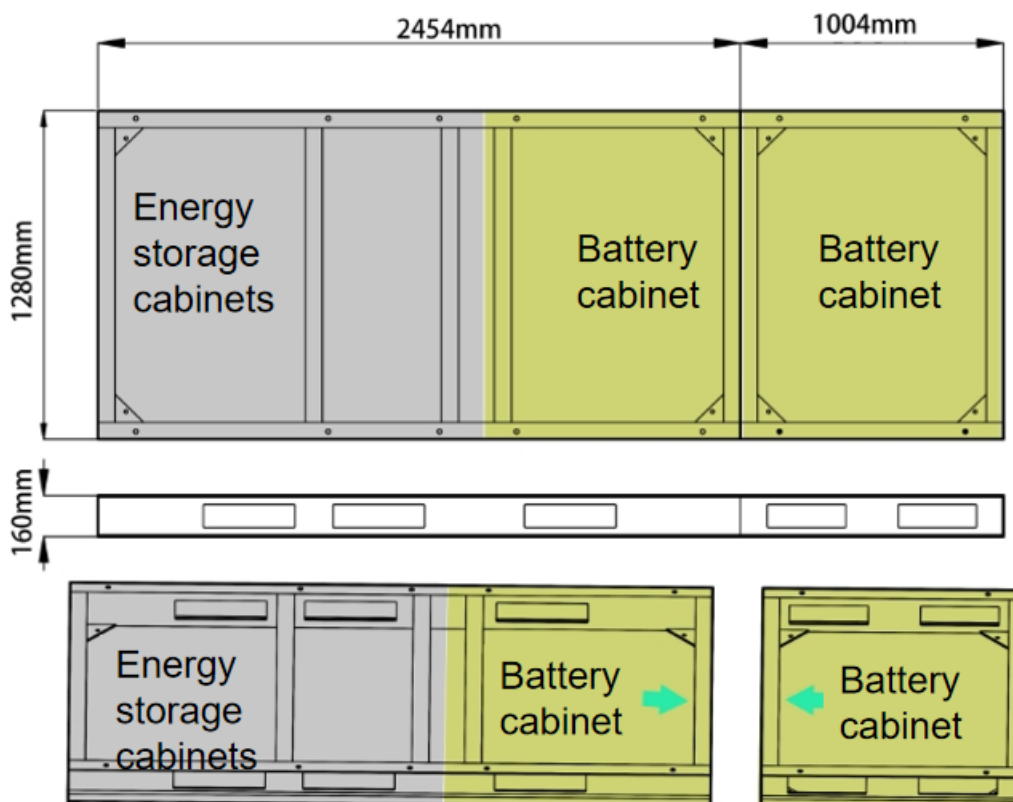 2454mm
1004mm
1280mm
Energy
storage
cabinets
Battery
cabinet
Battery
cabinet
160mm
Energy
storage
cabinets
Battery
cabinet
Battery
cabinet